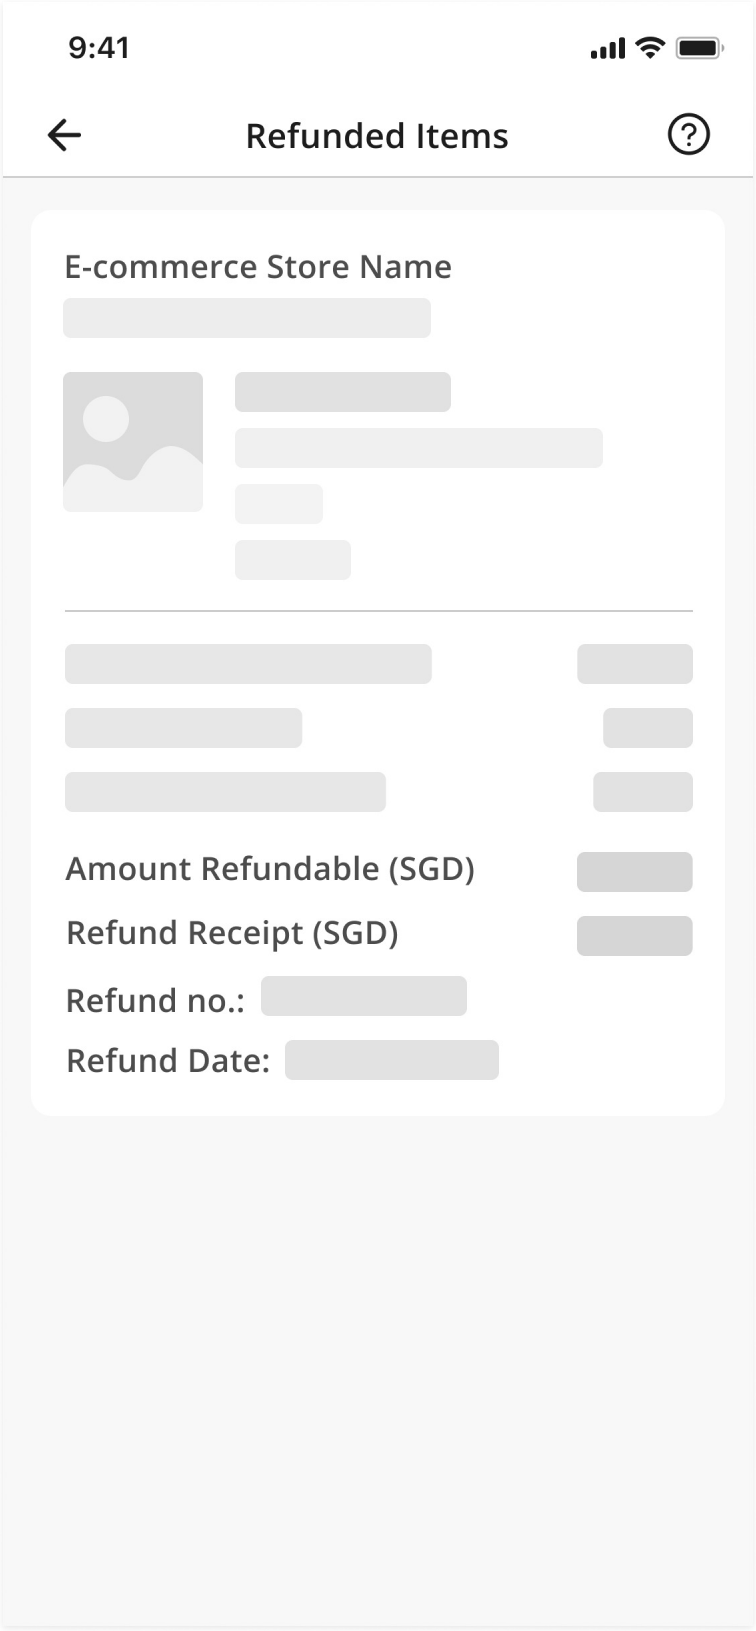 9:41
Refunded Items
E-commerce Store Name
Amount Refundable (SGD)
Refund Receipt (SGD)
Refund no.:
Refund Date: